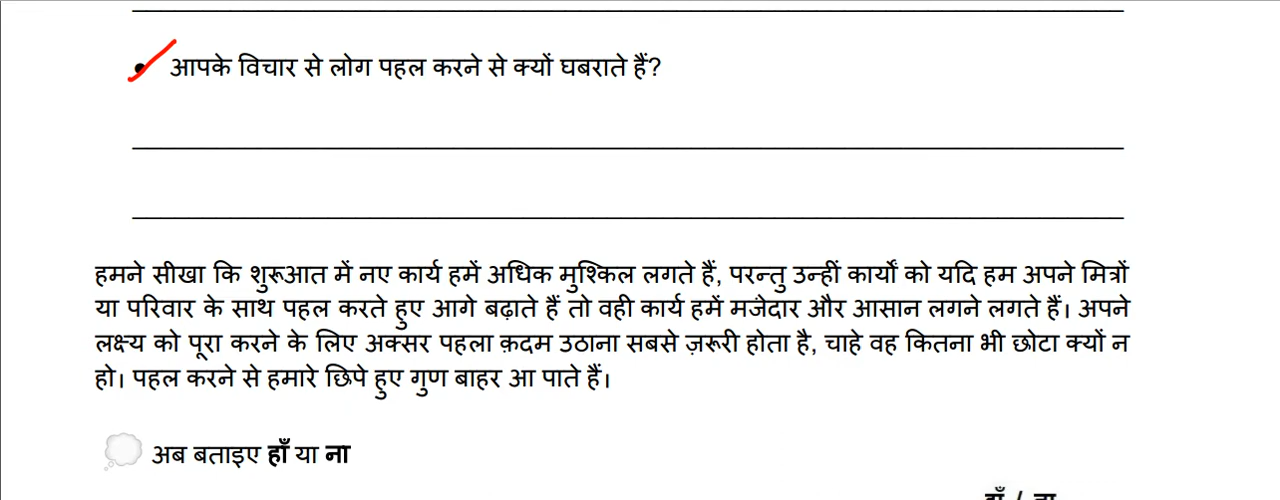 आपके विचार से लोग पहल करने से क्यों घबराते हैं?
हमने सीखा कि शुरूआत में नए कार्य हमें अधिक मुश्किल लगते हैं, परन्तु उन्हीं कार्यों को यदि हम अपने मित्रों
या परिवार के साथ पहल करते हुए आगे बढ़ाते हैं तो वही कार्य हमें मजेदार और आसान लगने लगते हैं। अपने
लक्ष्य को पूरा करने के लिए अक्सर पहला क़दम उठाना सबसे ज़रूरी होता है, चाहे वह कितना भी छोटा क्यों न
हो। पहल करने से हमारे छिपे हुए गुण बाहर आ पाते हैं।
अब बताइए हाँ या ना